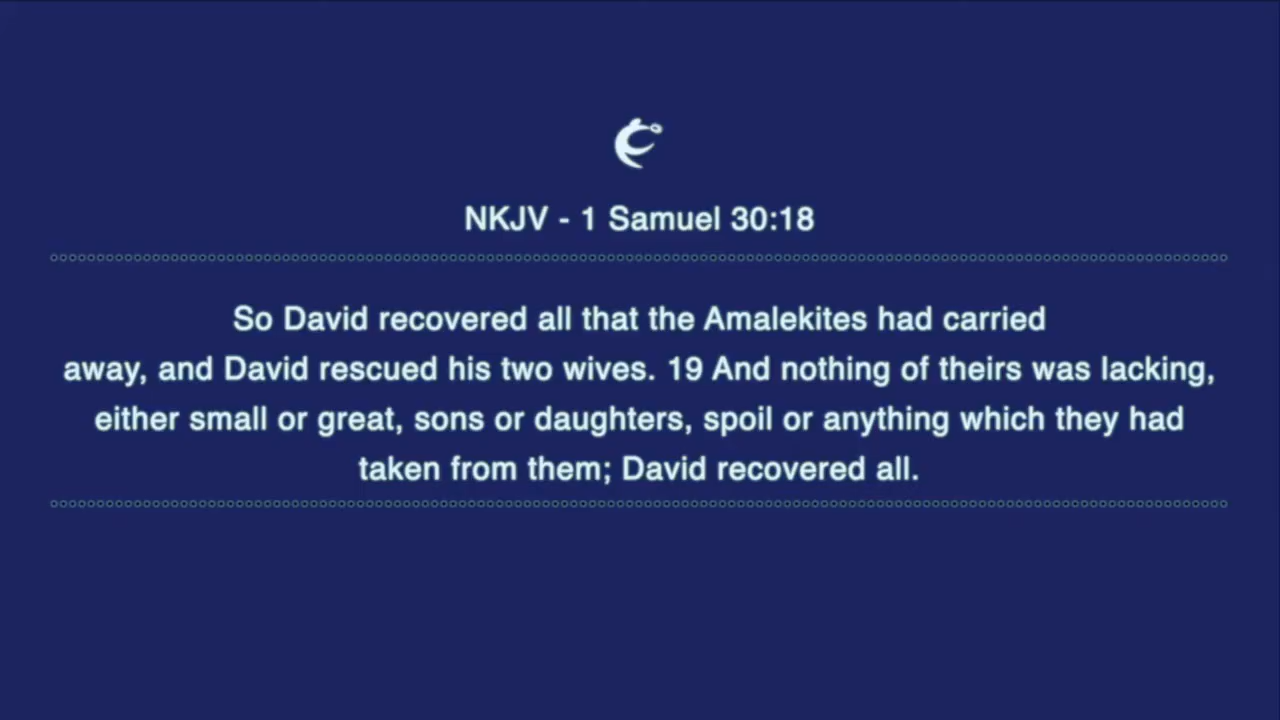 NKJV - 1 Samuel 30:18
So David recovered all that the Amalekites had carried
away, and David rescued his two wives. 19 And nothing of theirs was lacking,
either small or great, sons or daughters, spoil or anything which they had
taken from them; David recovered all.